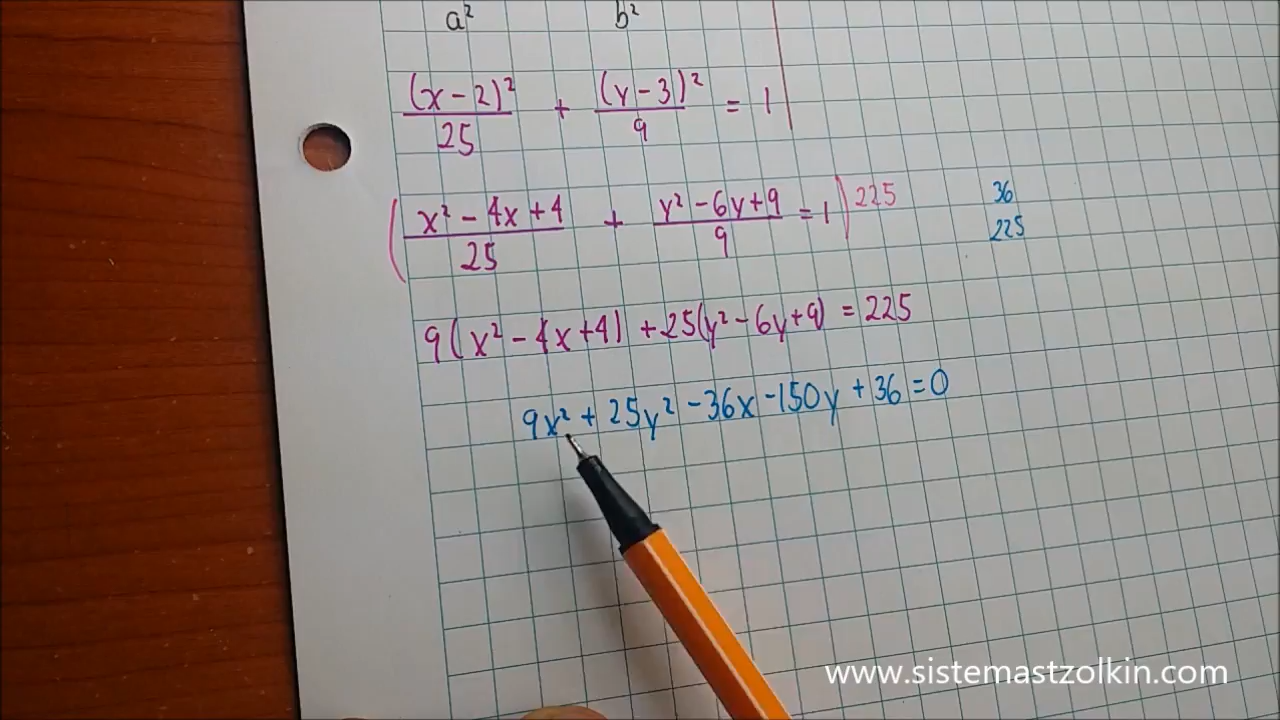 a² b²
(x-2)²/25 + (y-3)²/9 = 1
(x²-4x+4/25 + y²-6y+9/9 = 1) 225
36
225
9(x²-4x+4) + 25(y²-6y+9) = 225
9x² + 25y² - 36x - 150y + 36 = 0
www.sistemastzolkin.com